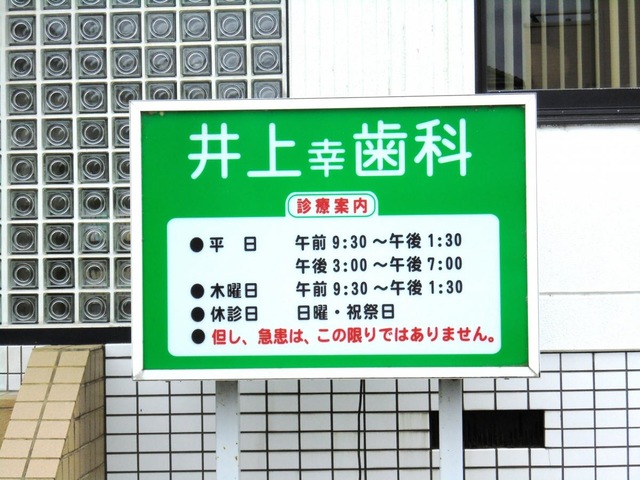 井上幸歯科
診療案内
●平 日 午前 9:30 ～午後 1:30
午後 3:00 ～午後 7:00
●木曜日 午前 9:30 ～午後 1:30
●休診日 日曜・祝祭日
●但し、急患は、この限りではありません。